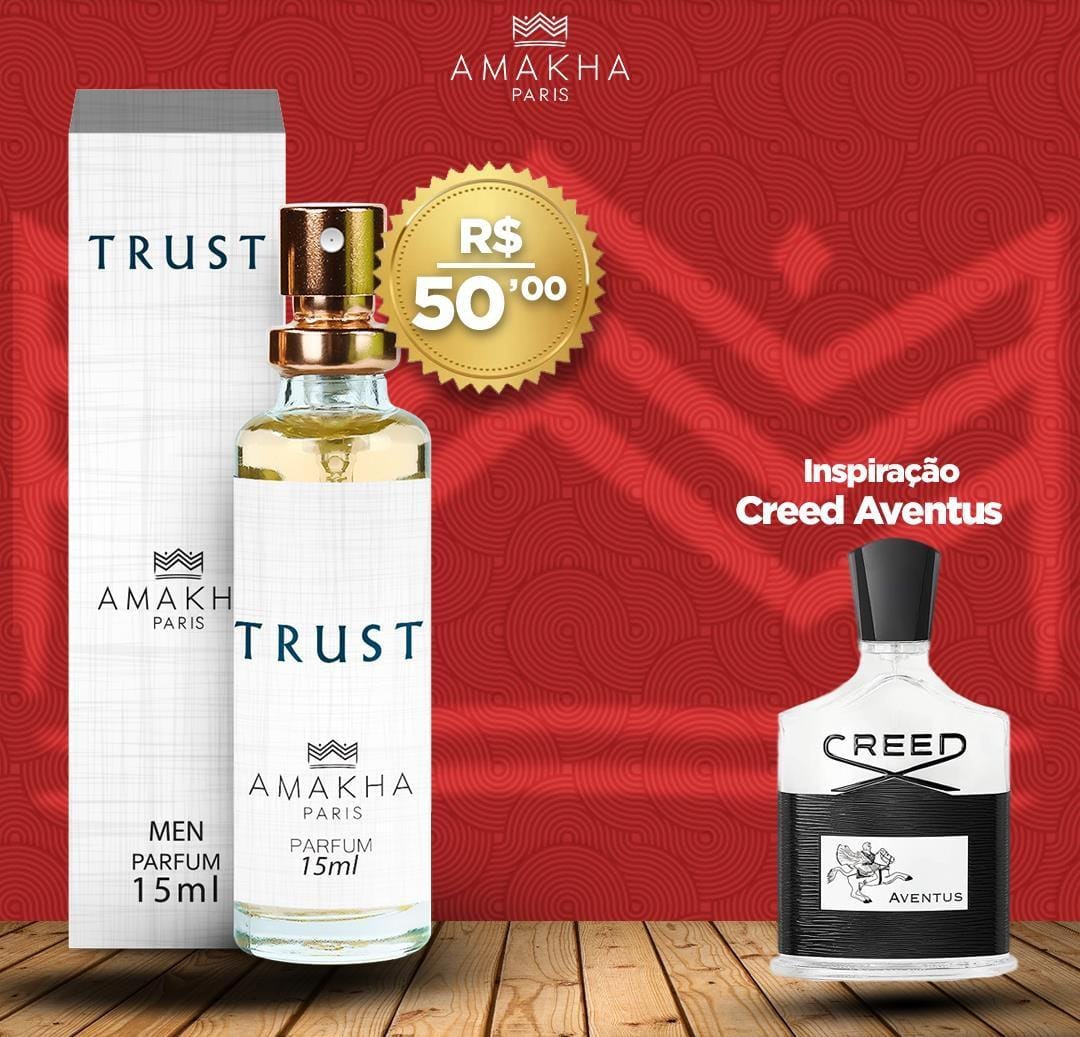 AMAKHA
PARIS
TRUST
AMAKH
PARIS
MEN
PARFUM
15ml
TRUST
AMAKHA
PARIS
PARFUM
15ml
R$
50,00
Inspiração
Creed Aventus
CREED
AVENTUS